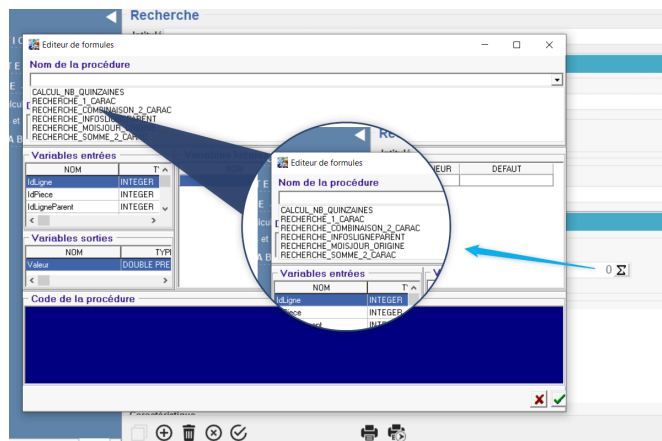 Recherche
Editeur de formules
Nom de la procédure
CALCUL_NB_QUINZAINES
RECHERCHE_1_CARAC
RECHERCHE_COMBINAISON_2_CARAC
RECHERCHE_INFOSLIGNEPARENT
RECHERCHE_MOISJOUR
RECHERCHE_SOMME_2_CARAC
Variables entrées
NOM
IdLigne INTEGER
IdPiece INTEGER
IdLigneParent INTEGER
DEFAUT
Variables sorties
NOM TYPE
Valeur DOUBLE PRE
Code de la procédure
Editeur de formules
Nom de la procédure
CALCUL_NB_QUINZAINES
RECHERCHE_1_CARAC
RECHERCHE_COMBINAISON_2_CARAC
RECHERCHE_INFOSLIGNEPARENT
RECHERCHE_MOISJOUR_ORIGINE
RECHERCHE_SOMME_2_CARAC
Variables entrées
NOM
IdLigne INTEGER
0 Σ